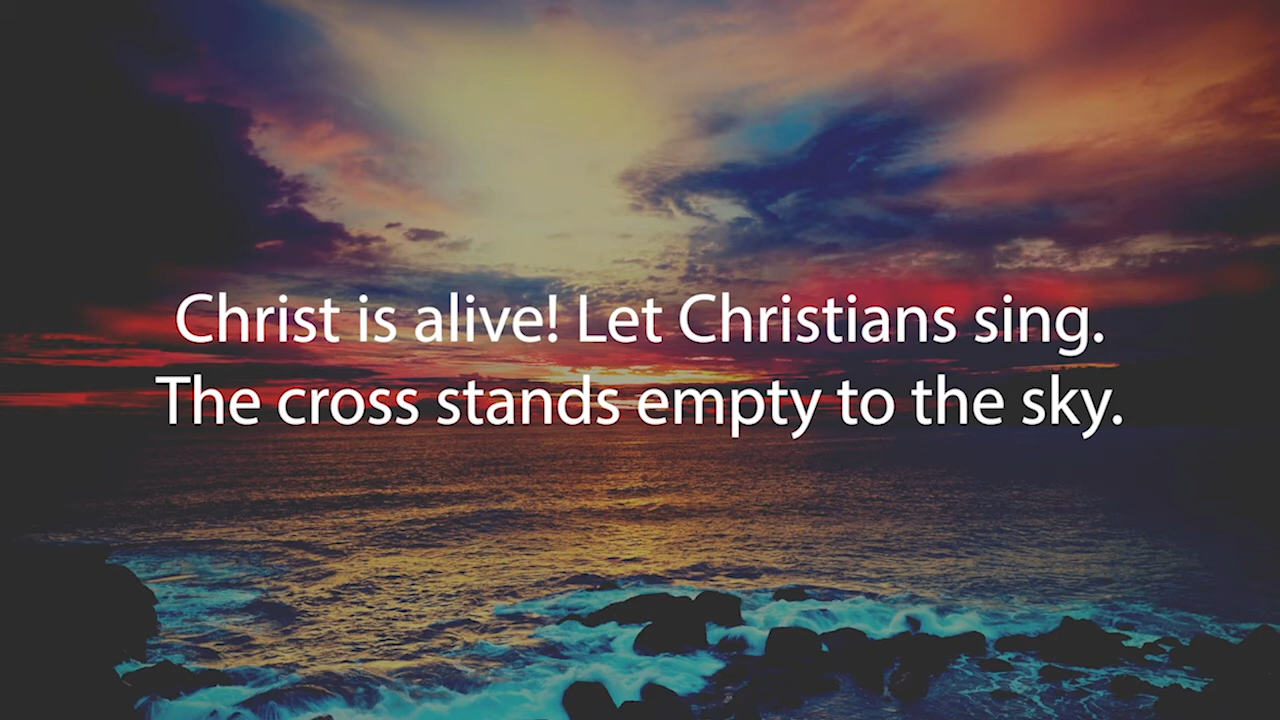 Christ is alive! Let Christians sing.
The cross stands empty to the sky.